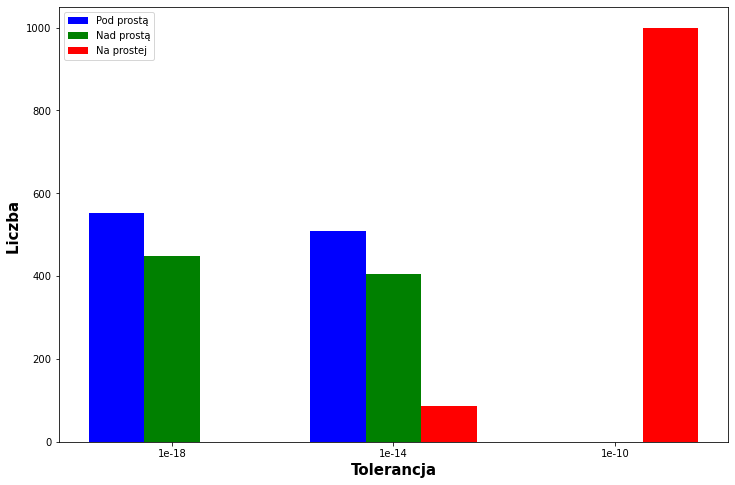 Pod prostą
Nad prostą
Na prostej
1000
800
600
400
200
0
Liczba
1e-18
1e-14
1e-10
Tolerancja